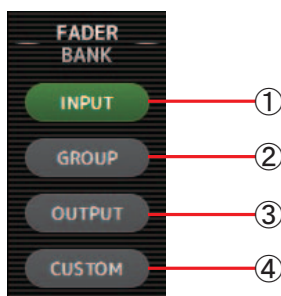 FADER
BANK
INPUT ①
GROUP ②
OUTPUT ③
CUSTOM ④